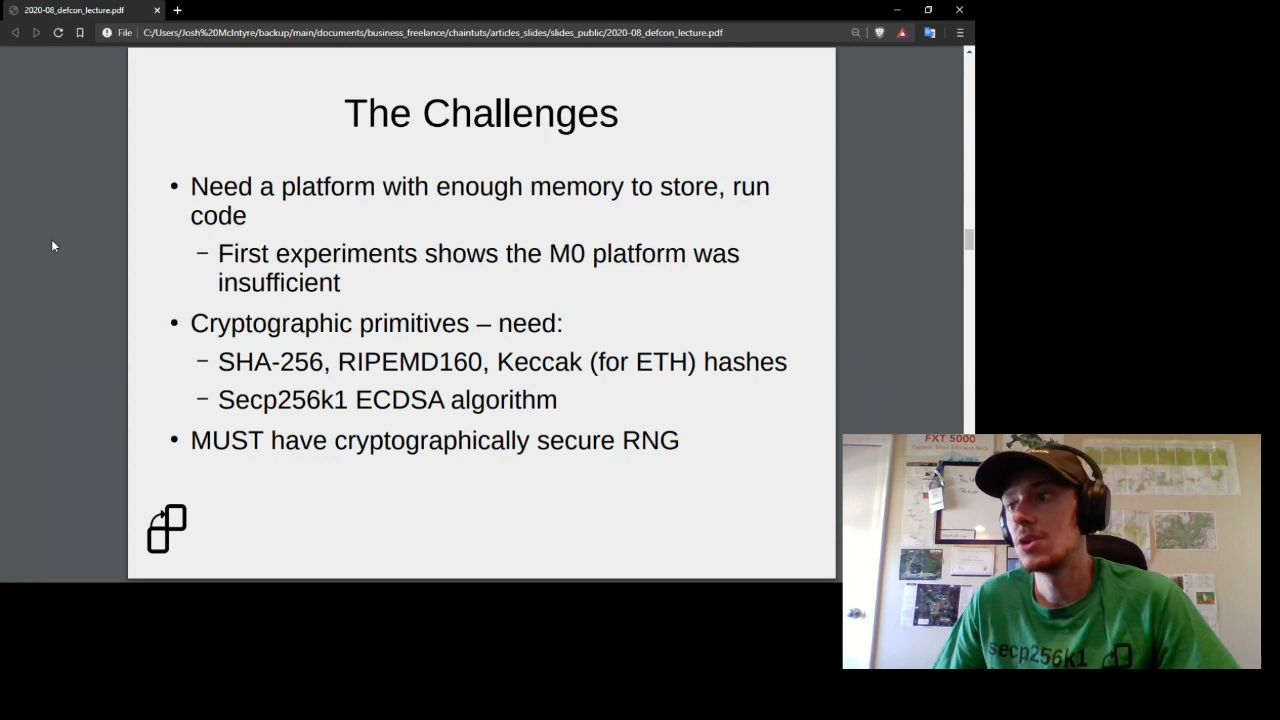 2020-08_defcon_lecture.pdf
File
C:/Users/Josh%20McIntyre/backup/main/documents/business_freelance/chaintuts/articles_slides/slides_public/2020-08_defcon_lecture.pdf
The Challenges
• Need a platform with enough memory to store, run
code
– First experiments shows the M0 platform was
insufficient
• Cryptographic primitives – need:
– SHA-256, RIPEMD160, Keccak (for ETH) hashes
– Secp256k1 ECDSA algorithm
• MUST have cryptographically secure RNG
FXT 5000
secp256k1